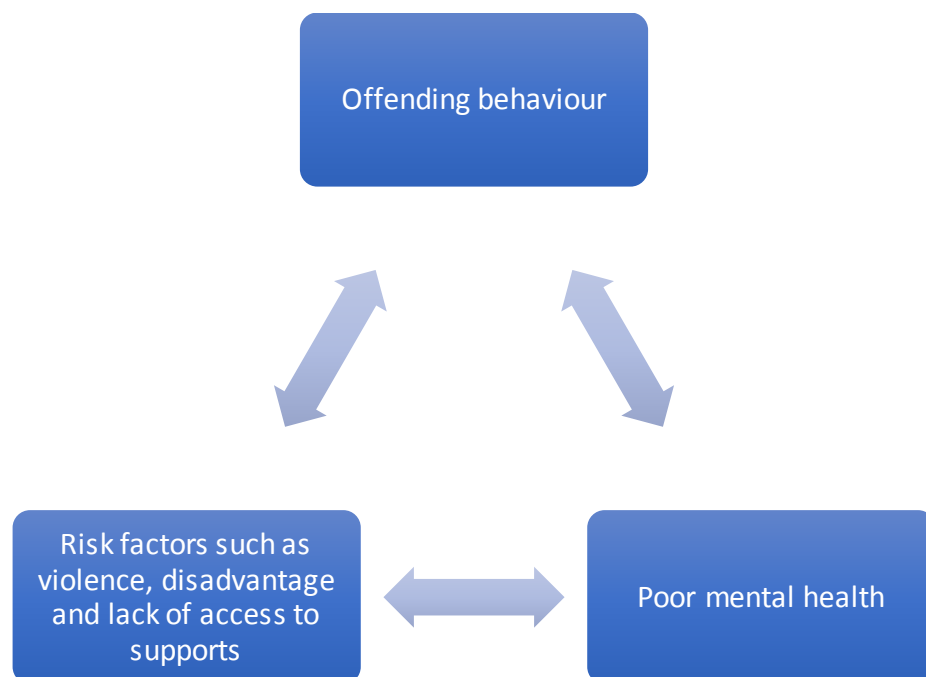 Offending behaviour
Risk factors such as
violence, disadvantage
and lack of access to
supports
Poor mental health